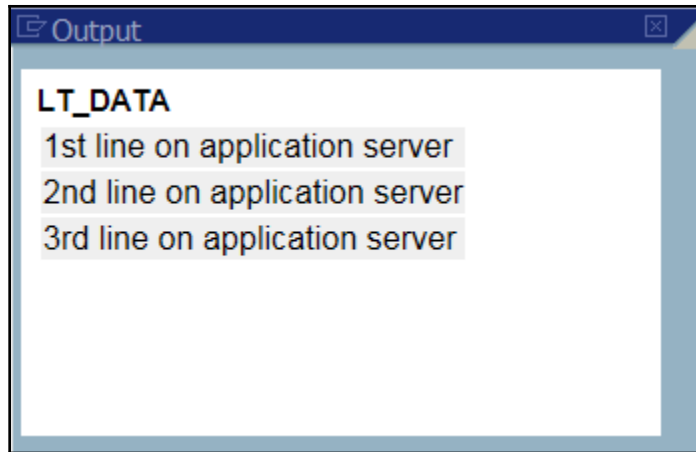 Output
LT_DATA
1st line on application server
2nd line on application server
3rd line on application server